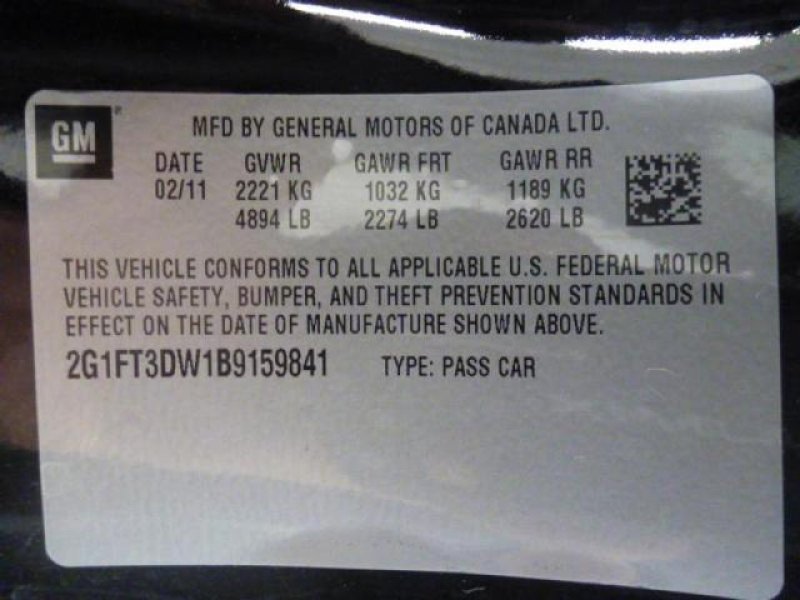 GM®
MFD BY GENERAL MOTORS OF CANADA LTD.
DATE GVWR GAWR FRT GAWR RR
02/11 2221 KG 1032 KG 1189 KG
4894 LB 2274 LB 2620 LB
THIS VEHICLE CONFORMS TO ALL APPLICABLE U.S. FEDERAL MOTOR
VEHICLE SAFETY, BUMPER, AND THEFT PREVENTION STANDARDS IN
EFFECT ON THE DATE OF MANUFACTURE SHOWN ABOVE.
2G1FT3DW1B9159841 TYPE: PASS CAR